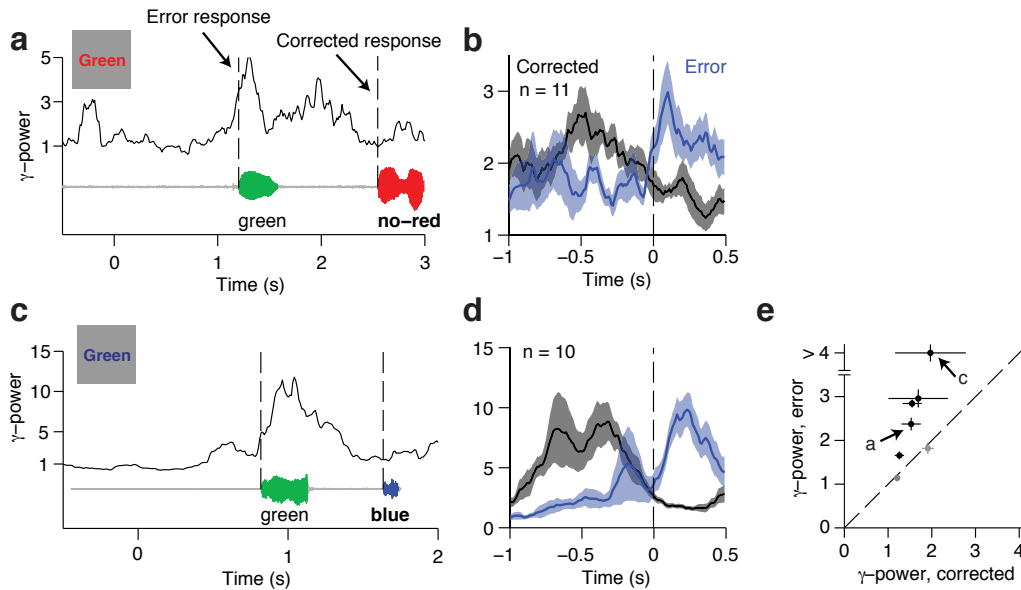 a
Green
Error response
Corrected response
5
3
1
γ−power
green
no−red
0
1
2
3
Time (s)
b
Corrected
n = 11
Error
3
2
1
−1
−0.5
0
0.5
Time (s)
c
Green
15
10
5
1
γ−power
green
blue
0
1
2
Time (s)
d
n = 10
15
10
5
0
−1
−0.5
0
0.5
Time (s)
e
> 4
3
2
1
0
γ−power, error
c
a
0
1
2
3
4
γ−power, corrected